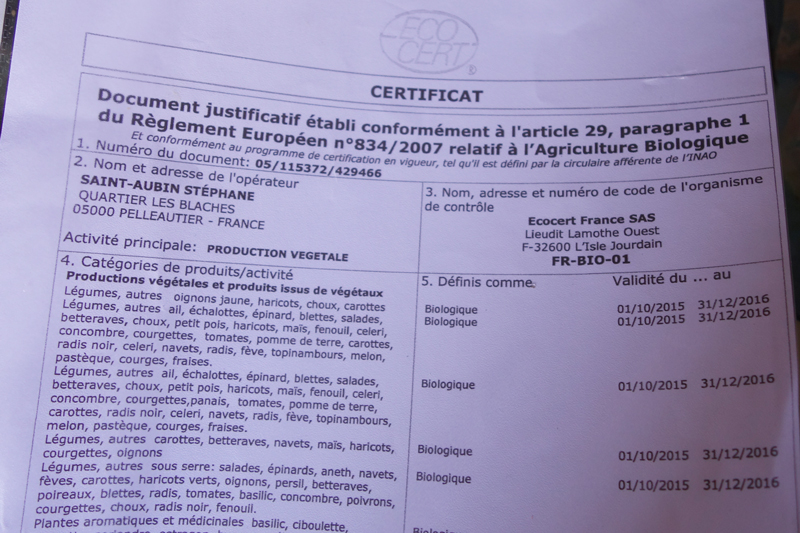 ECO
CERT
®
CERTIFICAT
Document justificatif établi conformément à l'article 29, paragraphe 1
du Règlement Européen n°834/2007 relatif à l'Agriculture Biologique
Et conformément au programme de certification en vigueur, tel qu'il est défini par la circulaire afférente de l'INAO
1. Numéro du document: 05/115372/429466
2. Nom et adresse de l'opérateur
SAINT-AUBIN STÉPHANE
QUARTIER LES BLACHES
05000 PELLEAUTIER - FRANCE
Activité principale: PRODUCTION VEGETALE
3. Nom, adresse et numéro de code de l'organisme
de contrôle
Ecocert France SAS
Lieudit Lamothe Ouest
F-32600 L'Isle Jourdain
FR-BIO-01
4. Catégories de produits/activité
5. Définis comme: Validité du ... au
Productions végétales et produits issus de végétaux
Légumes, autres oignons jaune, haricots, choux, carottes
Biologique 01/10/2015 31/12/2016
Légumes, autres ail, échalottes, épinard, blettes, salades,
Biologique 01/10/2015 31/12/2016
betteraves, choux, petit pois, haricots, maïs, fenouil, celeri,
concombre, courgettes, tomates, pomme de terre, carottes,
radis noir, celeri, navets, radis, fève, topinambours, melon,
pastèque, courges, fraises.
Légumes, autres ail, échalottes, épinard, blettes, salades,
Biologique 01/10/2015 31/12/2016
betteraves, choux, petit pois, haricots, maïs, fenouil, celeri,
concombre, courgettes,panais, tomates, pomme de terre,
carottes, radis noir, celeri, navets, radis, fève, topinambours,
melon, pastèque, courges, fraises.
Légumes, autres carottes, betteraves, navets, maïs, haricots,
Biologique 01/10/2015 31/12/2016
courgettes, oignons
Légumes, autres sous serre: salades, épinards, aneth, navets,
Biologique 01/10/2015 31/12/2016
fèves, carottes, haricots verts, oignons, persil, betteraves,
poireaux, blettes, radis, tomates, basilic, concombre, poivrons,
courgettes, choux, radis noir, fenouil.
Plantes aromatiques et médicinales basilic, ciboulette,